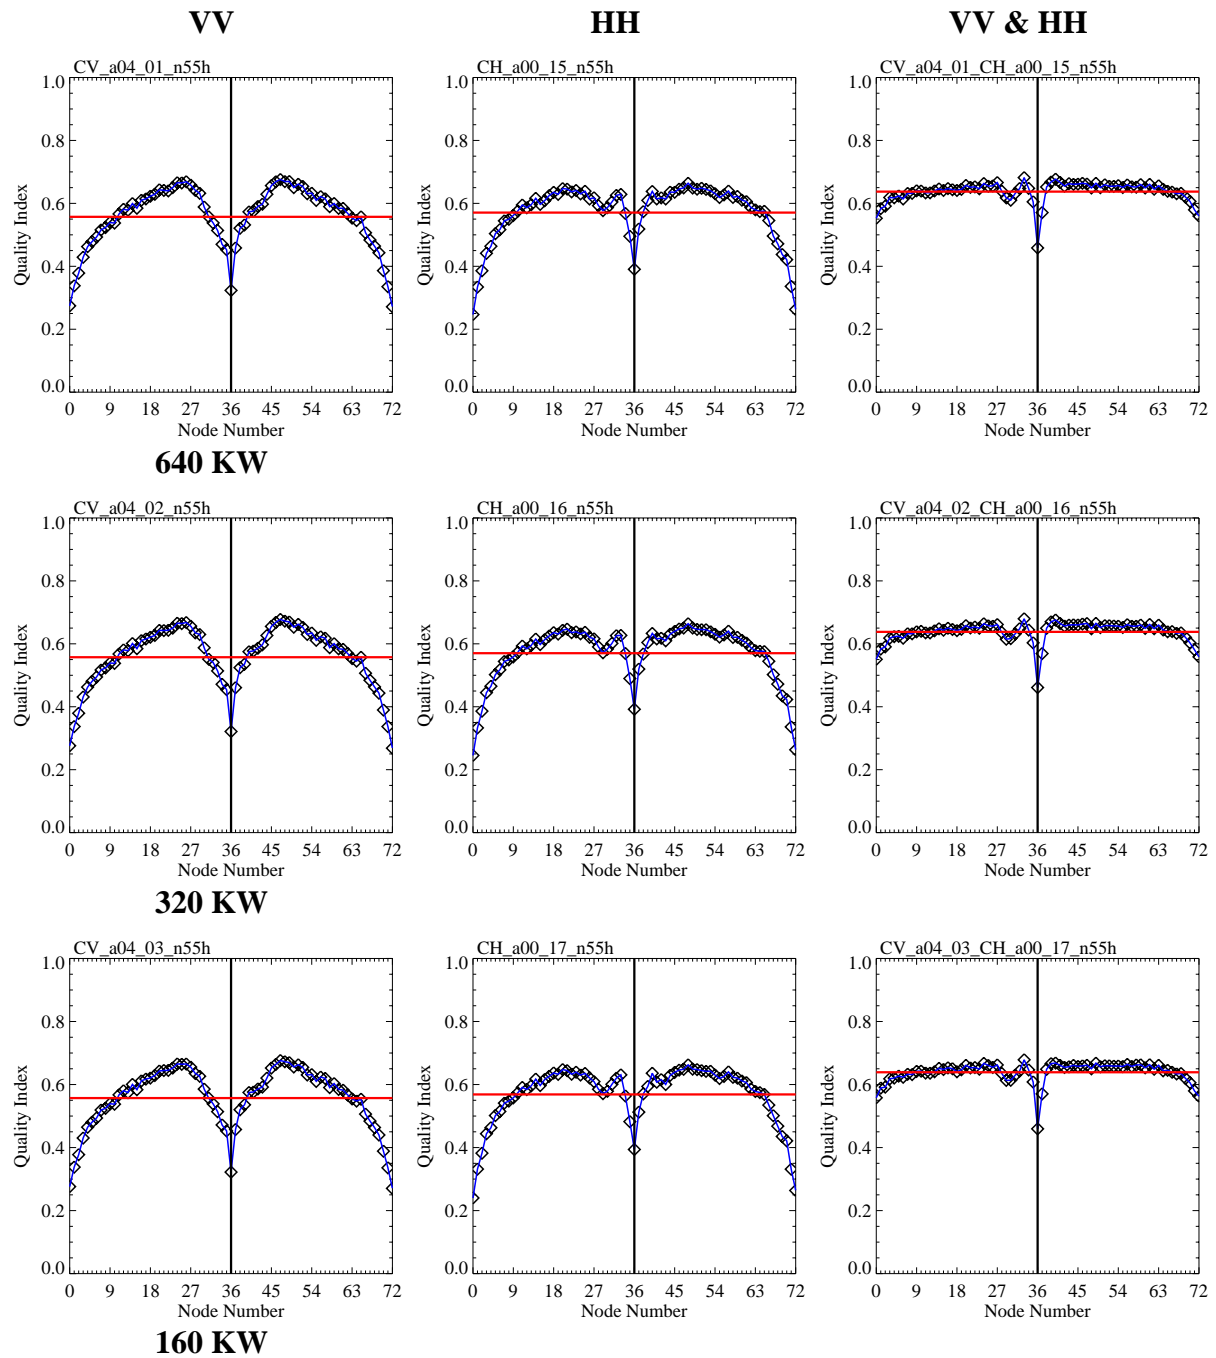 VV HH VV & HH
CV_a04_01_n55h CH_a00_15_n55h CV_a04_01_CH_a00_15_n55h
1.0 1.0 1.0
0.8 0.8 0.8
0.6 0.6 0.6
0.4 0.4 0.4
0.2 0.2 0.2
0.0 0.0 0.0
Quality Index Quality Index Quality Index
0 9 18 27 36 45 54 63 72 0 9 18 27 36 45 54 63 72 0 9 18 27 36 45 54 63 72
Node Number Node Number Node Number
640 KW
CV_a04_02_n55h CH_a00_16_n55h CV_a04_02_CH_a00_16_n55h
1.0 1.0 1.0
0.8 0.8 0.8
0.6 0.6 0.6
0.4 0.4 0.4
0.2 0.2 0.2
0.0 0.0 0.0
Quality Index Quality Index Quality Index
0 9 18 27 36 45 54 63 72 0 9 18 27 36 45 54 63 72 0 9 18 27 36 45 54 63 72
Node Number Node Number Node Number
320 KW
CV_a04_03_n55h CH_a00_17_n55h CV_a04_03_CH_a00_17_n55h
1.0 1.0 1.0
0.8 0.8 0.8
0.6 0.6 0.6
0.4 0.4 0.4
0.2 0.2 0.2
0.0 0.0 0.0
Quality Index Quality Index Quality Index
0 9 18 27 36 45 54 63 72 0 9 18 27 36 45 54 63 72 0 9 18 27 36 45 54 63 72
Node Number Node Number Node Number
160 KW